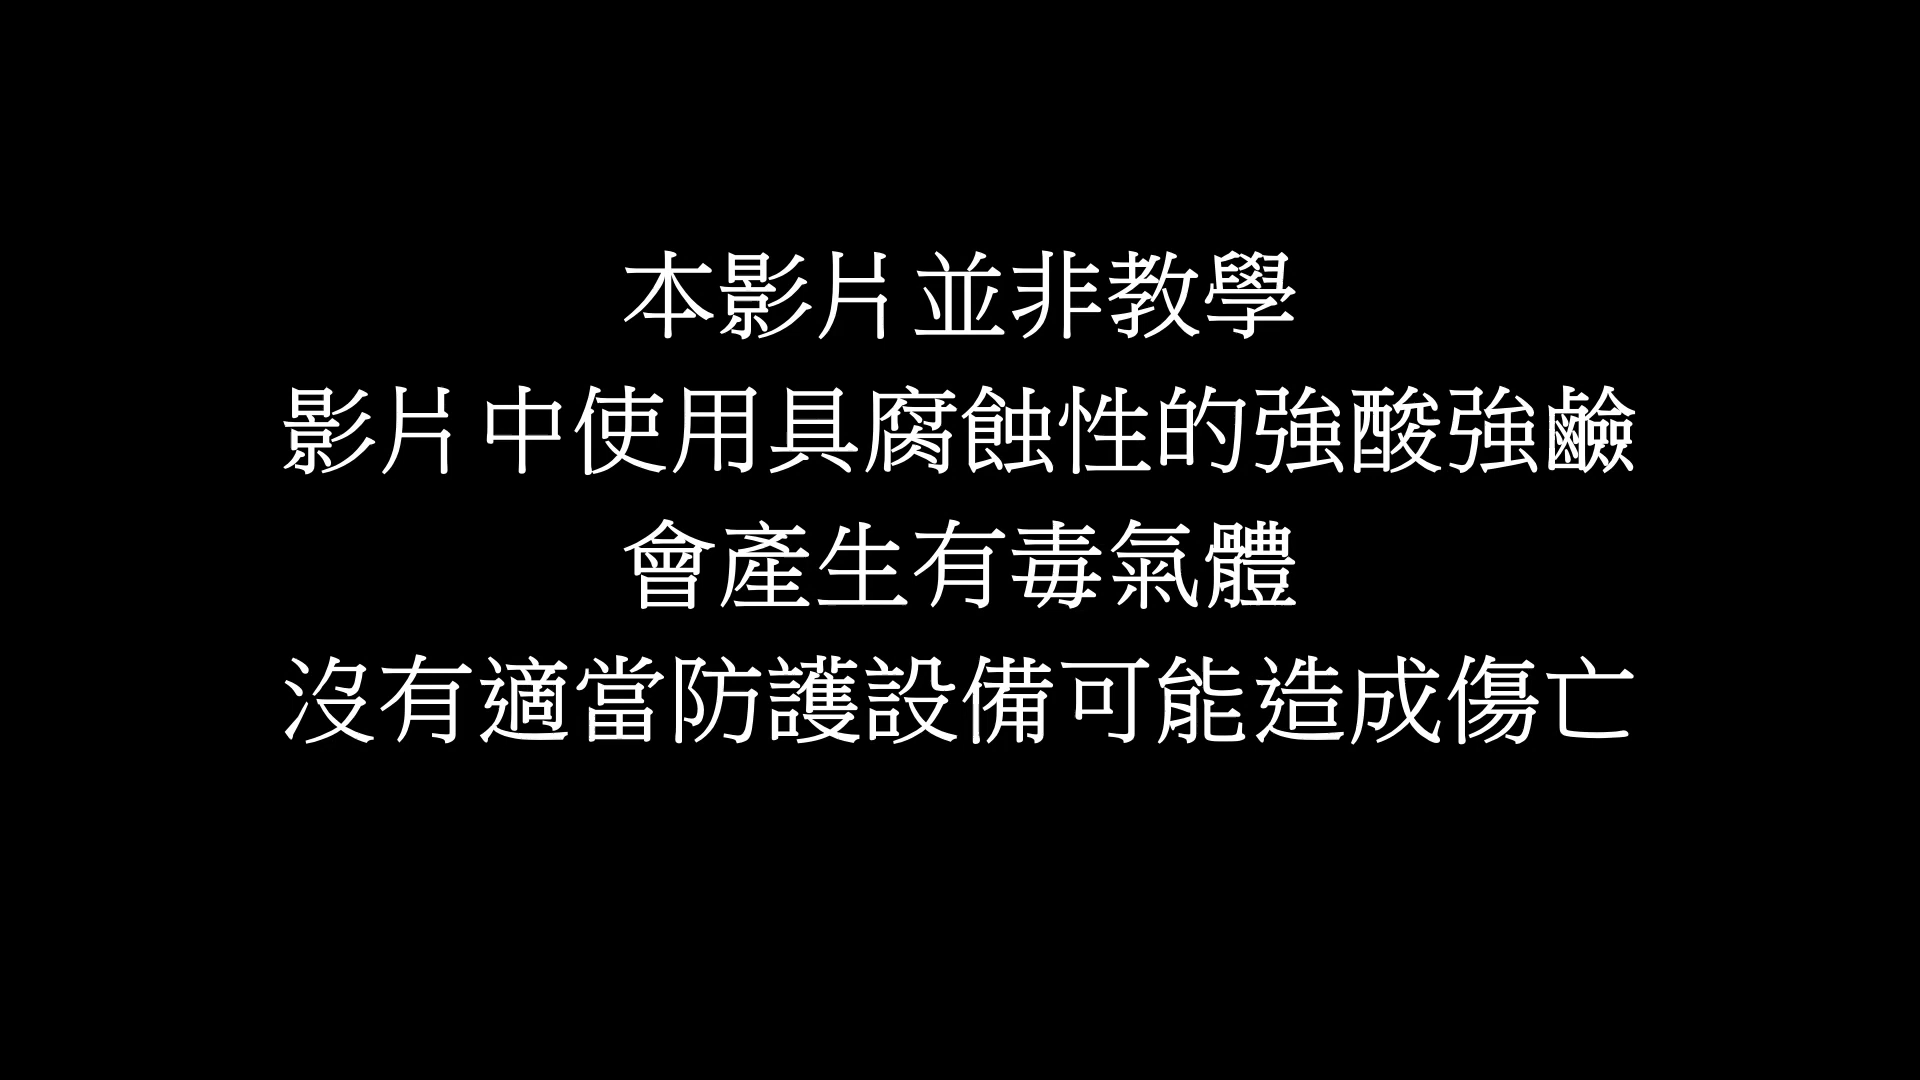 本影片並非教學
影片中使用具腐蝕性的強酸強鹼
會產生有毒氣體
沒有適當防護設備可能造成傷亡